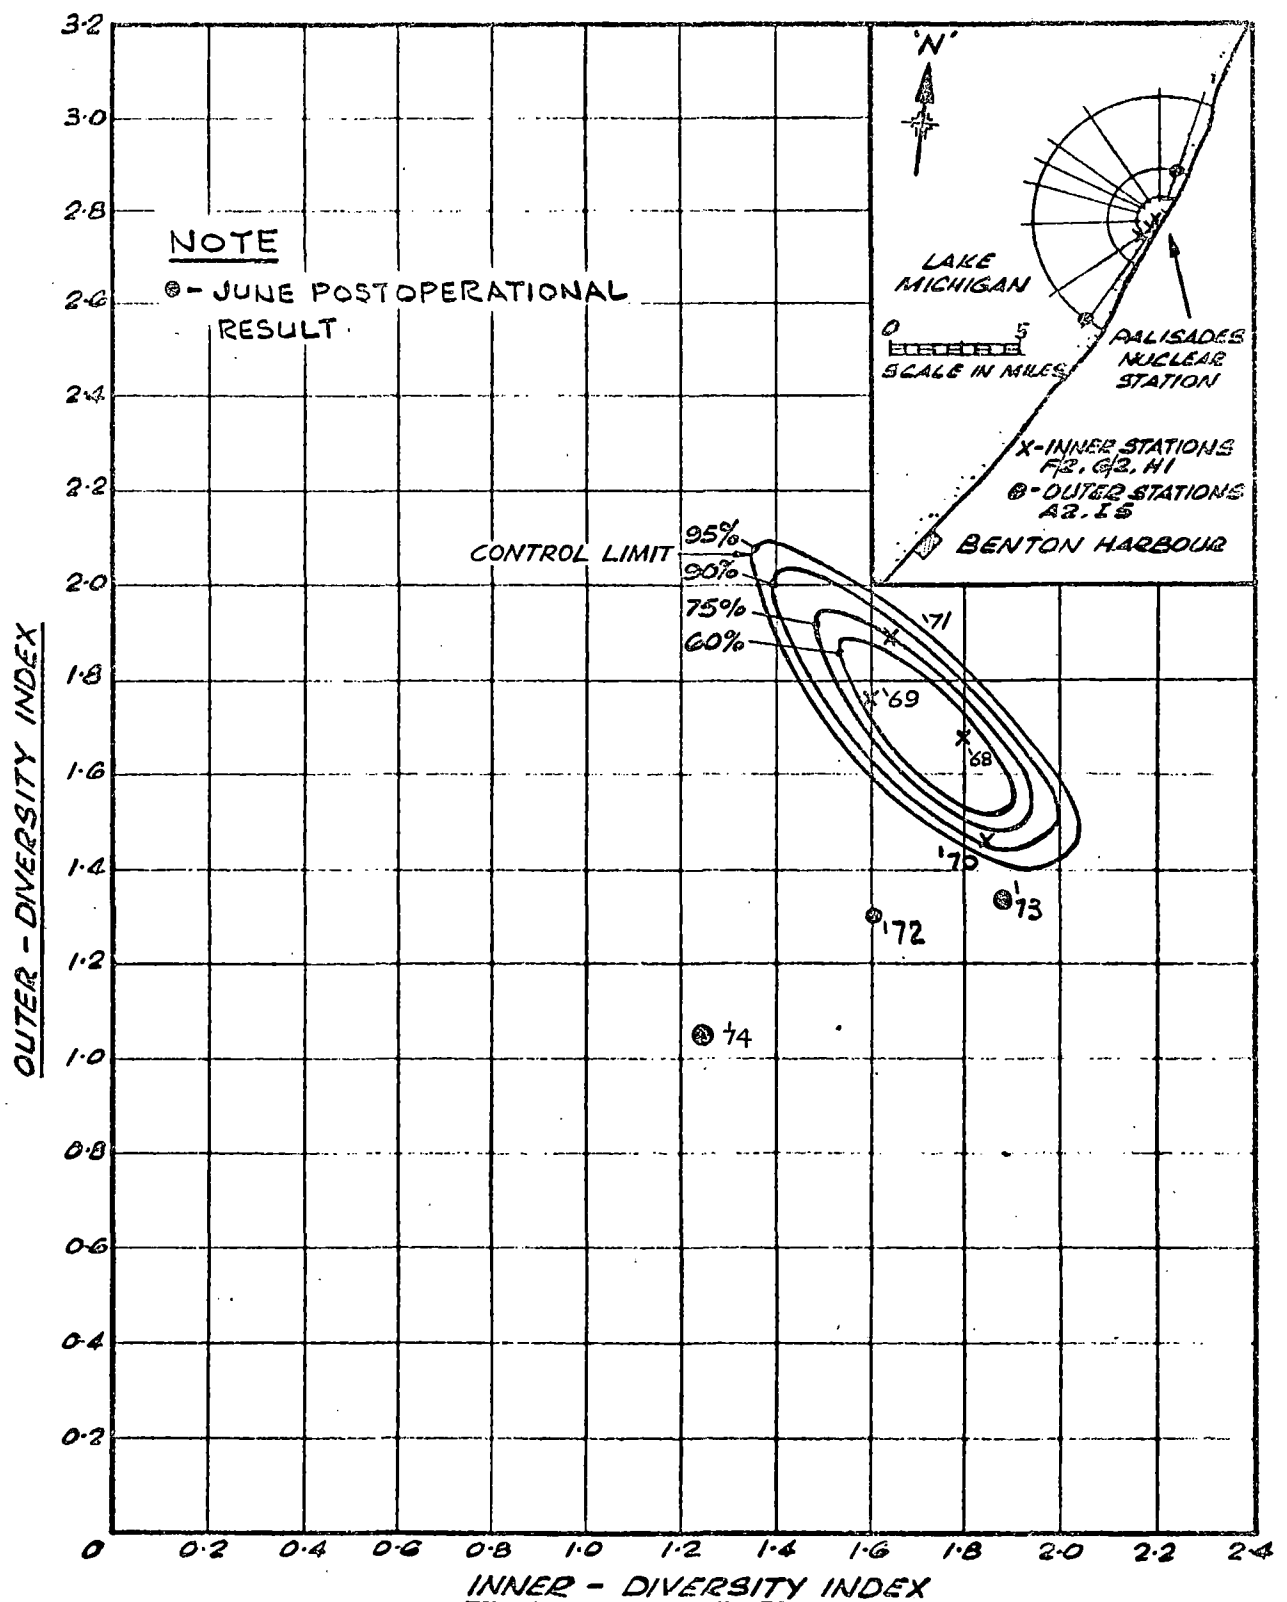 3.2
3.0
2.8
2.6
2.4
2.2
2.0
1.8
1.6
1.4
1.2
1.0
0.8
0.6
0.4
0.2
0.0
OUTER - DIVERSITY INDEX
NOTE
- JUNE POSTOPERATIONAL
RESULT
'N'
LAKE
MICHIGAN
0 5
SCALE IN MILES
PALISADES
NUCLEAR
STATION
X-INNER STATIONS
F2, G2, H1
-OUTER STATIONS
A2, I5
BENTON HARBOUR
CONTROL LIMIT
95%
90%
75%
60%
'71
'69
'68
'70
'73
'72
'74
0 0.2 0.4 0.6 0.8 1.0 1.2 1.4 1.6 1.8 2.0 2.2 2.4
INNER - DIVERSITY INDEX